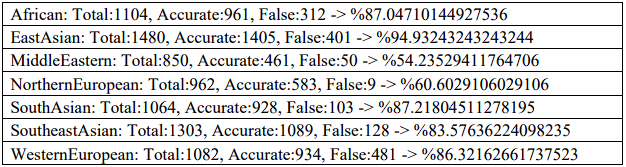 African: Total:1104, Accurate:961, False:312 -> %87.04710144927536
EastAsian: Total:1480, Accurate:1405, False:401 -> %94.93243243243244
MiddleEastern: Total:850, Accurate:461, False:50 -> %54.23529411764706
NorthernEuropean: Total:962, Accurate:583, False:9 -> %60.6029106029106
SouthAsian: Total:1064, Accurate:928, False:103 -> %87.21804511278195
SoutheastAsian: Total:1303, Accurate:1089, False:128 -> %83.57636224098235
WesternEuropean: Total:1082, Accurate:934, False:481 -> %86.32162661737523